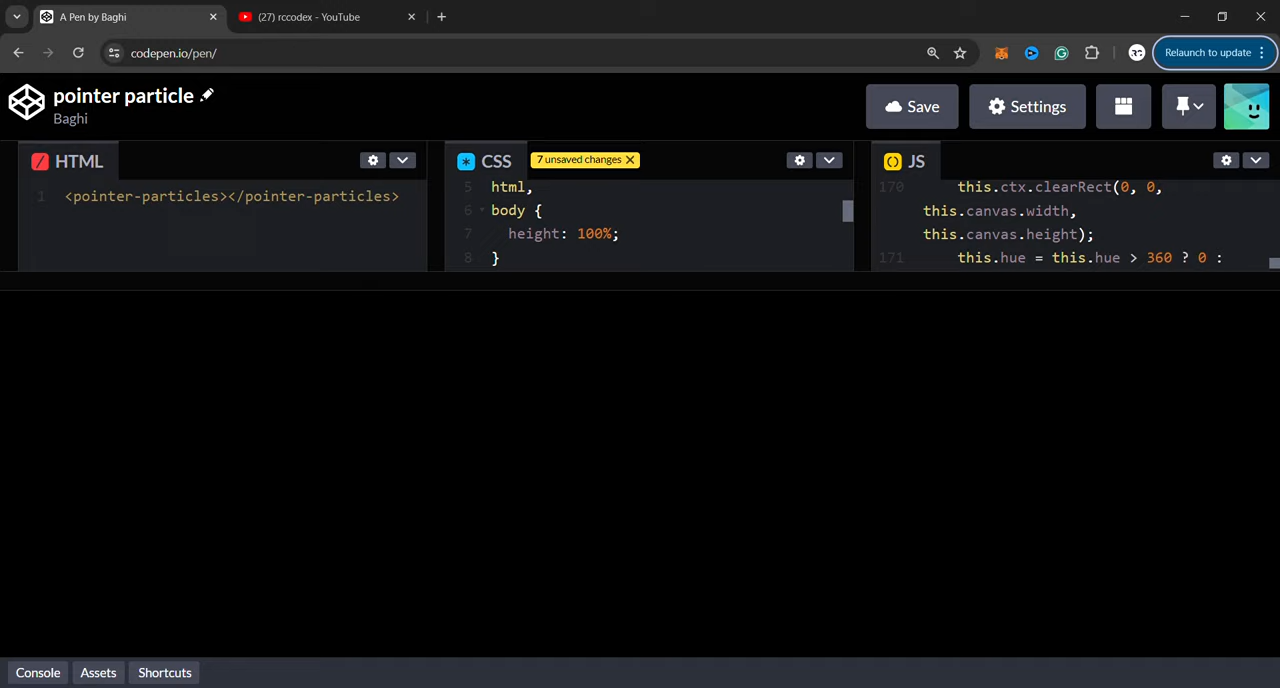 A Pen by Baghi
(27) rccodex - YouTube
codepen.io/pen/
Relaunch to update
pointer particle
Baghi
Save
Settings
HTML
CSS
7 unsaved changes
JS
1 <pointer-particles></pointer-particles>
5 html,
6 body {
7 height: 100%;
8 }
170 this.ctx.clearRect(0, 0,
this.canvas.width,
this.canvas.height);
171 this.hue = this.hue > 360 ? 0 :
Console
Assets
Shortcuts